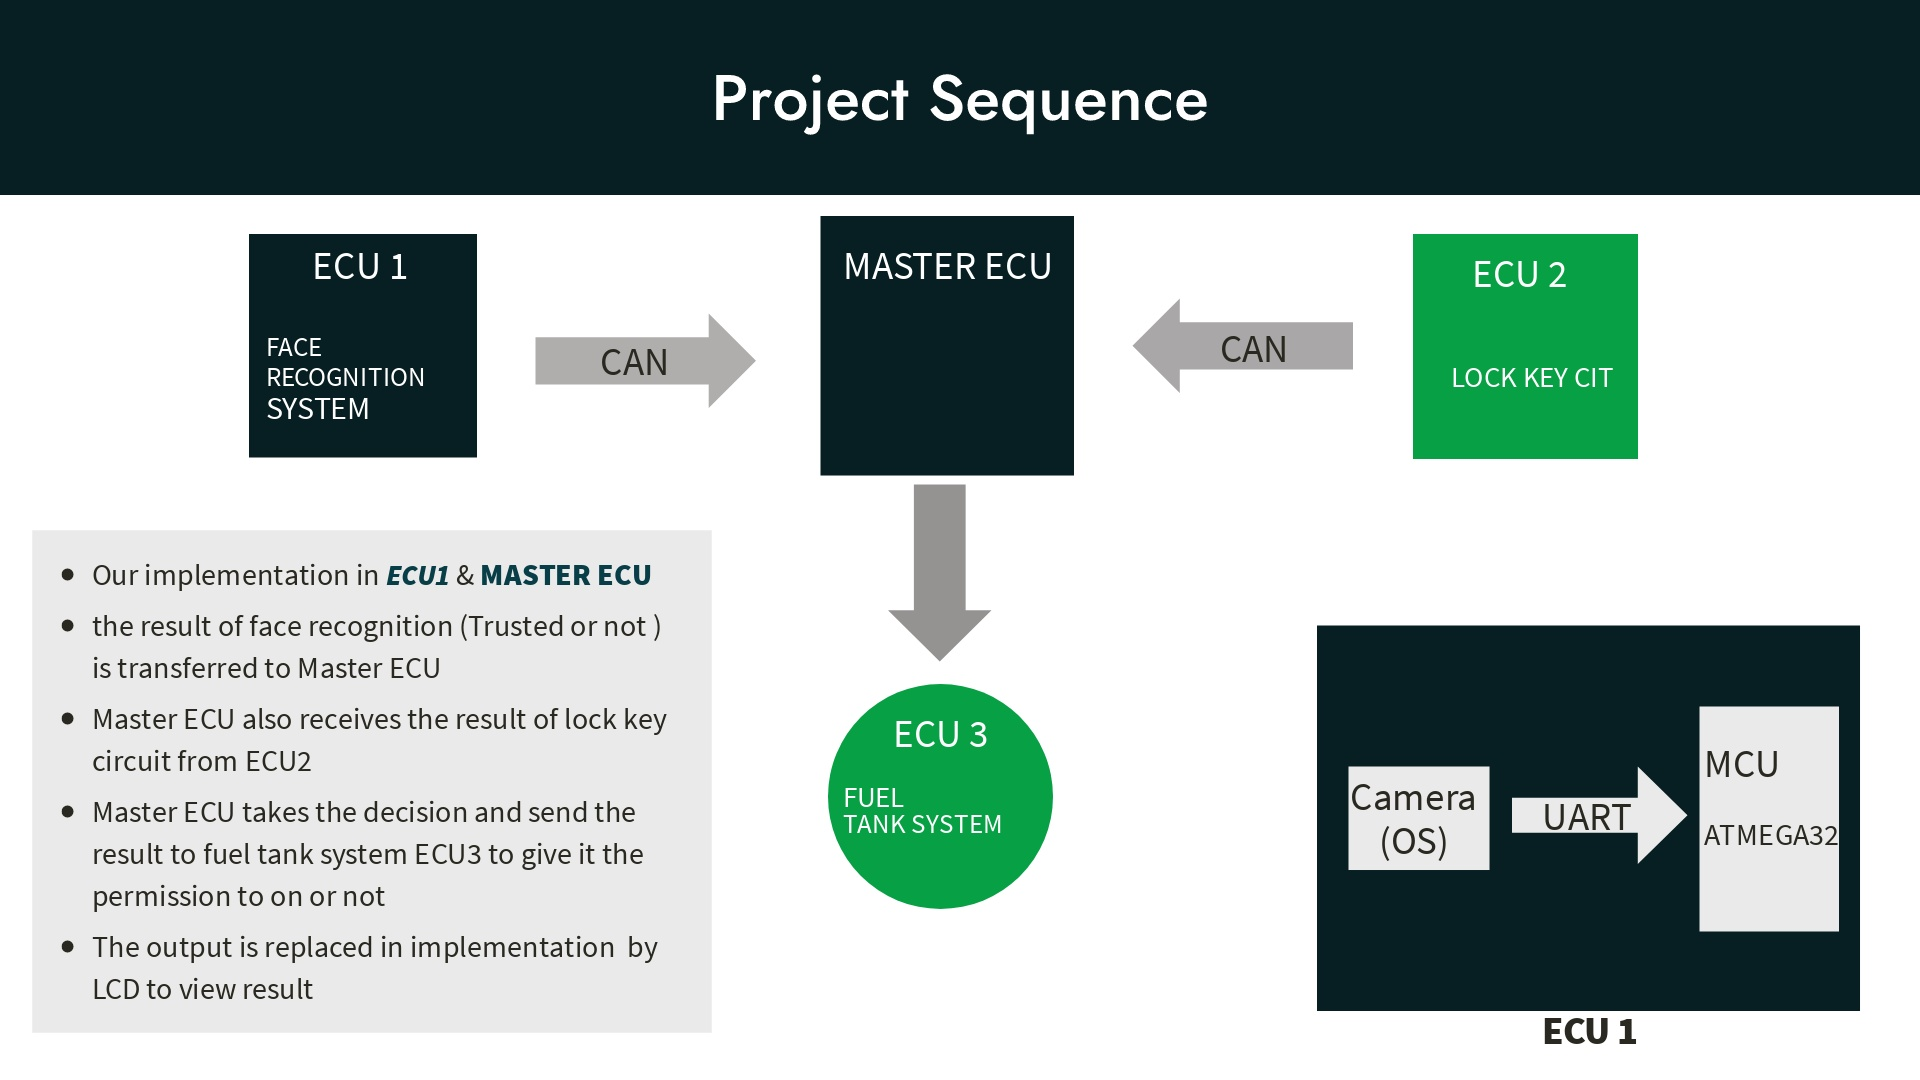 Project Sequence
ECU 1
FACE
RECOGNITION
SYSTEM
CAN
MASTER ECU
CAN
ECU 2
LOCK KEY CIT
• Our implementation in ECU1 & MASTER ECU
• the result of face recognition (Trusted or not )
is transferred to Master ECU
• Master ECU also receives the result of lock key
circuit from ECU2
• Master ECU takes the decision and send the
result to fuel tank system ECU3 to give it the
permission to on or not
• The output is replaced in implementation  by
LCD to view result
ECU 3
FUEL
TANK SYSTEM
Camera
(OS)
UART
MCU
ATMEGA32
ECU 1